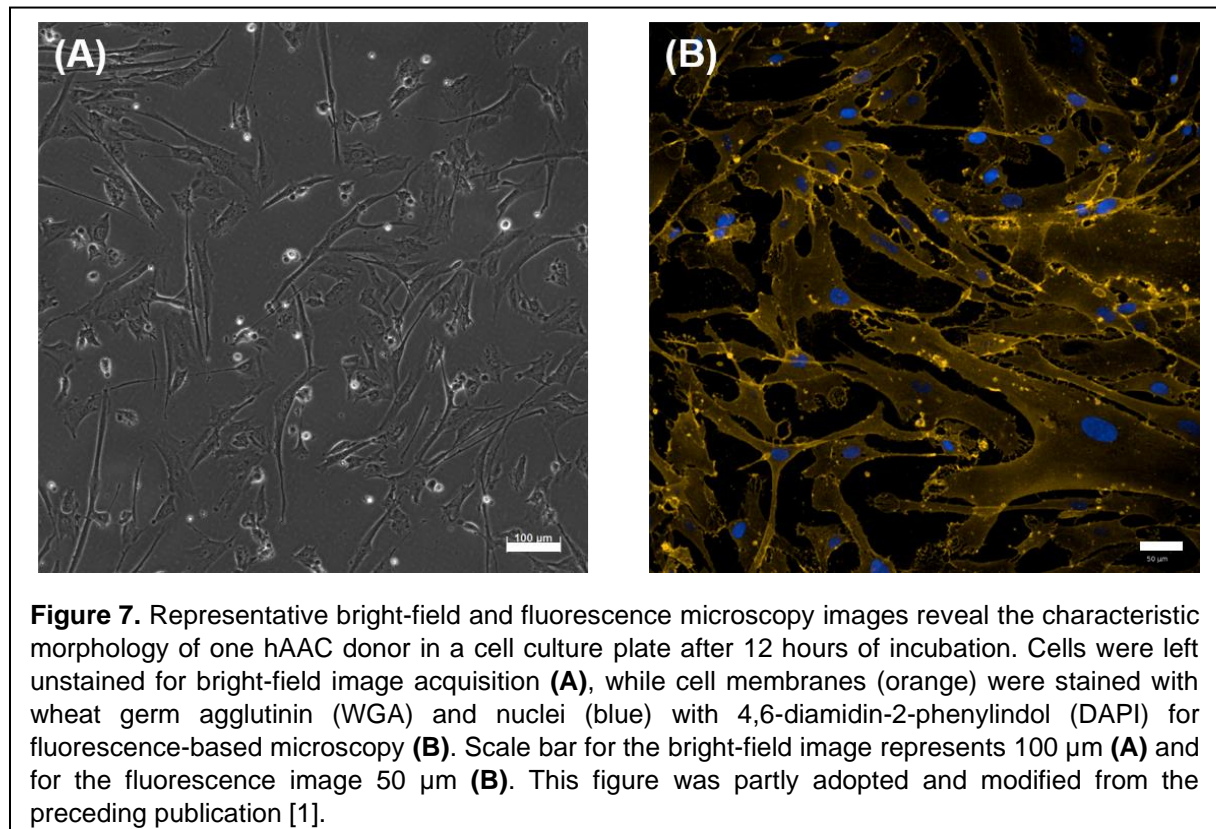 (A)
(B)
100 µm
50 µm
Figure 7. Representative bright-field and fluorescence microscopy images reveal the characteristic
morphology of one hAAC donor in a cell culture plate after 12 hours of incubation. Cells were left
unstained for bright-field image acquisition (A), while cell membranes (orange) were stained with
wheat germ agglutinin (WGA) and nuclei (blue) with 4,6-diamidin-2-phenylindol (DAPI) for
fluorescence-based microscopy (B). Scale bar for the bright-field image represents 100 µm (A) and
for the fluorescence image 50 µm (B). This figure was partly adopted and modified from the
preceding publication [1].